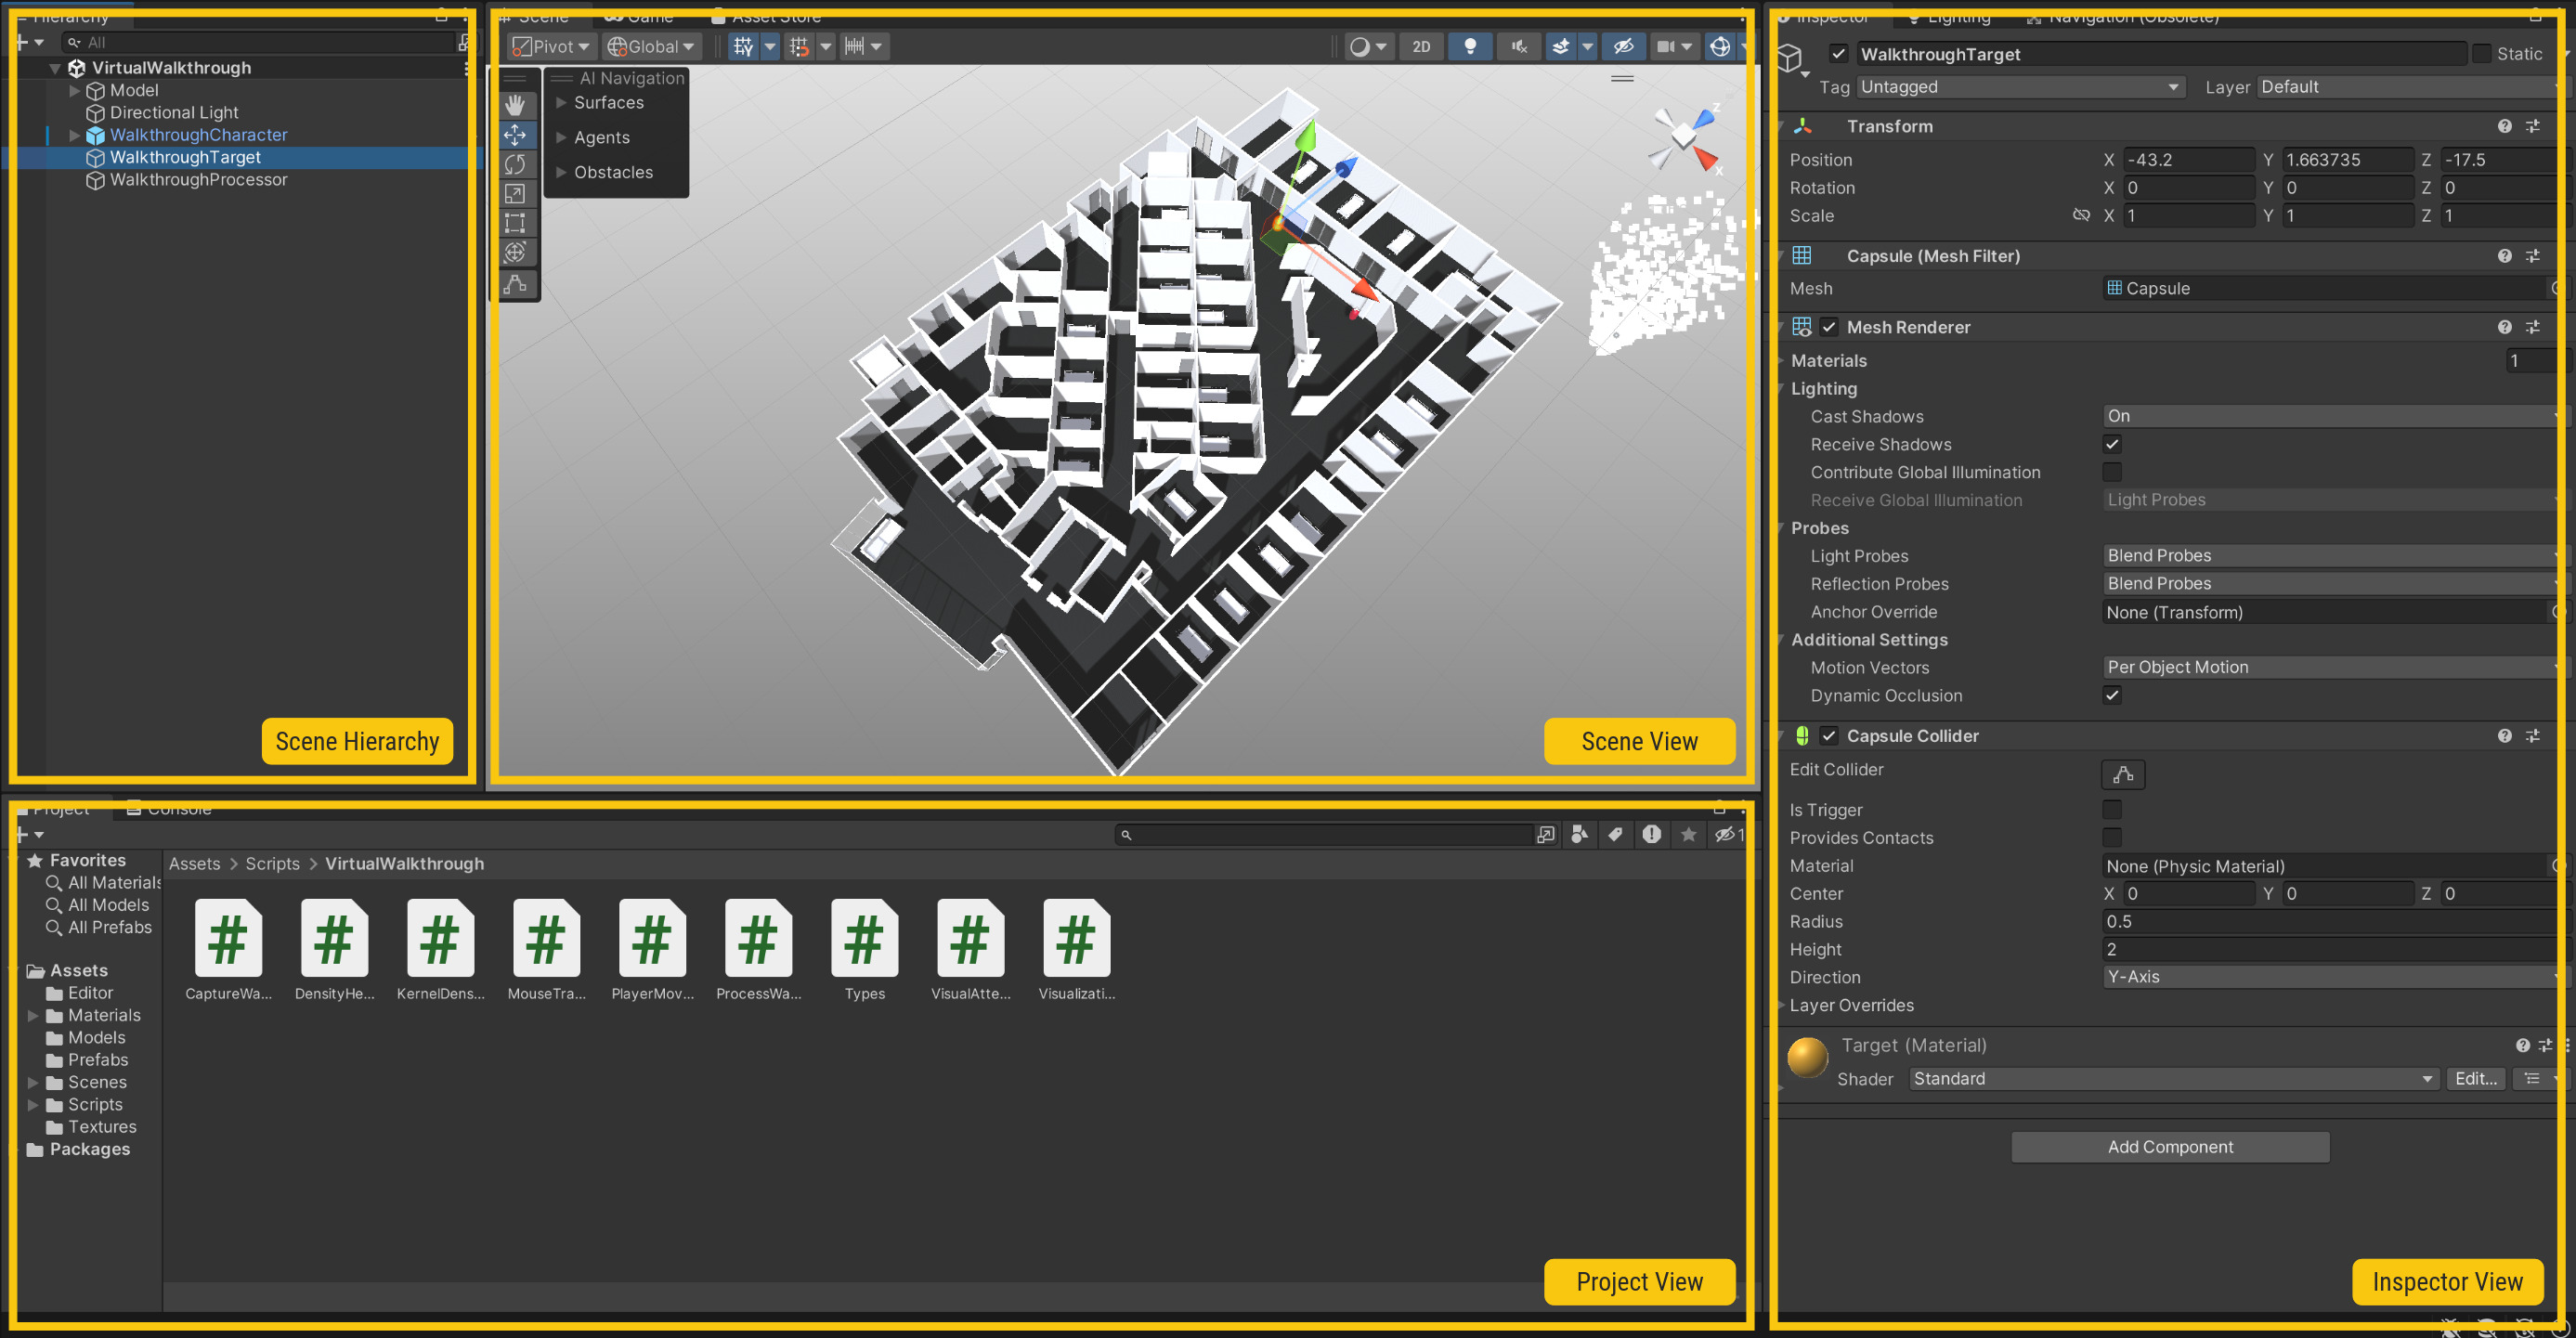 Hierarchy
All
VirtualWalkthrough
Model
Directional Light
WalkthroughCharacter
WalkthroughTarget
WalkthroughProcessor
Scene Hierarchy
Scene
Game
Asset Store
Pivot
Global
2D
AI Navigation
Surfaces
Agents
Obstacles
z
x
Scene View
Project
Console
1
Favorites
All Materials
All Models
All Prefabs
Assets
Editor
Materials
Models
Prefabs
Scenes
Scripts
Textures
Packages
Assets > Scripts > VirtualWalkthrough
CaptureWa...
DensityHe...
KernelDens...
MouseTra...
PlayerMov...
ProcessWa...
Types
VisualAtte...
Visualizati...
Project View
Inspector
Lighting
Navigation (Obsolete)
WalkthroughTarget
Static
Tag Untagged
Layer Default
Transform
Position X -43.2 Y 1.663735 Z -17.5
Rotation X 0 Y 0 Z 0
Scale X 1 Y 1 Z 1
Capsule (Mesh Filter)
Mesh Capsule
Mesh Renderer
Materials 1
Lighting
Cast Shadows On
Receive Shadows
Contribute Global Illumination
Receive Global Illumination Light Probes
Probes
Light Probes Blend Probes
Reflection Probes Blend Probes
Anchor Override None (Transform)
Additional Settings
Motion Vectors Per Object Motion
Dynamic Occlusion
Capsule Collider
Edit Collider
Is Trigger
Provides Contacts
Material None (Physic Material)
Center X 0 Y 0 Z 0
Radius 0.5
Height 2
Direction Y-Axis
Layer Overrides
Target (Material)
Shader Standard Edit...
Add Component
Inspector View